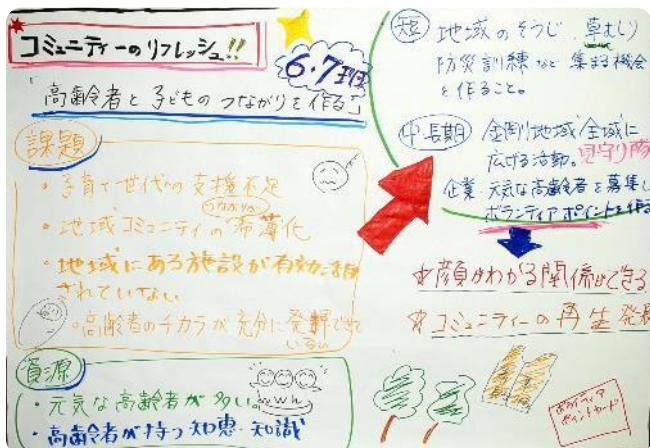 コミュニティーのリフレッシュ!!
6.7班
「高齢者と子どものつながりを作る」
課題
・子育て世代の支援不足
つながりの
・地域コミュニティの希薄化
・地域にある施設が有効に活用
されていない
・高齢者のチカラが充分に発揮できて
いない
資源
・元気な高齢者が多い。
・高齢者が持つ知恵・知識
短 地域のそうじ、草むしり
防災訓練など集まる機会
を作ること。
中長期 金剛地域全域に
広げる活動。見守り隊
企業・元気な高齢者を募集し
ボランティアポイントを作る
☆顔がわかる関係ができる
☆コミュニティーの再生発展
ボランティア
ポイントカード